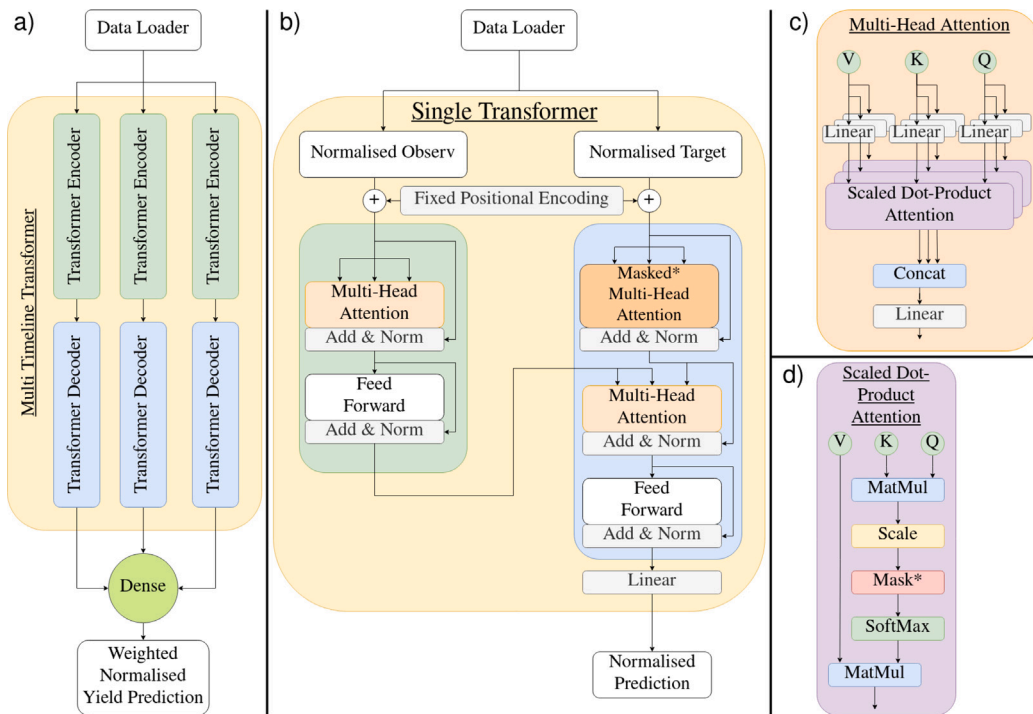 a)
Data Loader
Multi Timeline Transformer
Transformer Encoder
Transformer Encoder
Transformer Encoder
Transformer Decoder
Transformer Decoder
Transformer Decoder
Dense
Weighted
Normalised
Yield Prediction
b)
Data Loader
Single Transformer
Normalised Observ
Normalised Target
+
Fixed Positional Encoding
+
Multi-Head
Attention
Add & Norm
Feed
Forward
Add & Norm
Masked*
Multi-Head
Attention
Add & Norm
Multi-Head
Attention
Add & Norm
Feed
Forward
Add & Norm
Linear
Normalised
Prediction
c)
Multi-Head Attention
V
K
Q
Linear
Linear
Linear
Scaled Dot-Product
Attention
Concat
Linear
d)
Scaled Dot-
Product
Attention
V
K
Q
MatMul
Scale
Mask*
SoftMax
MatMul